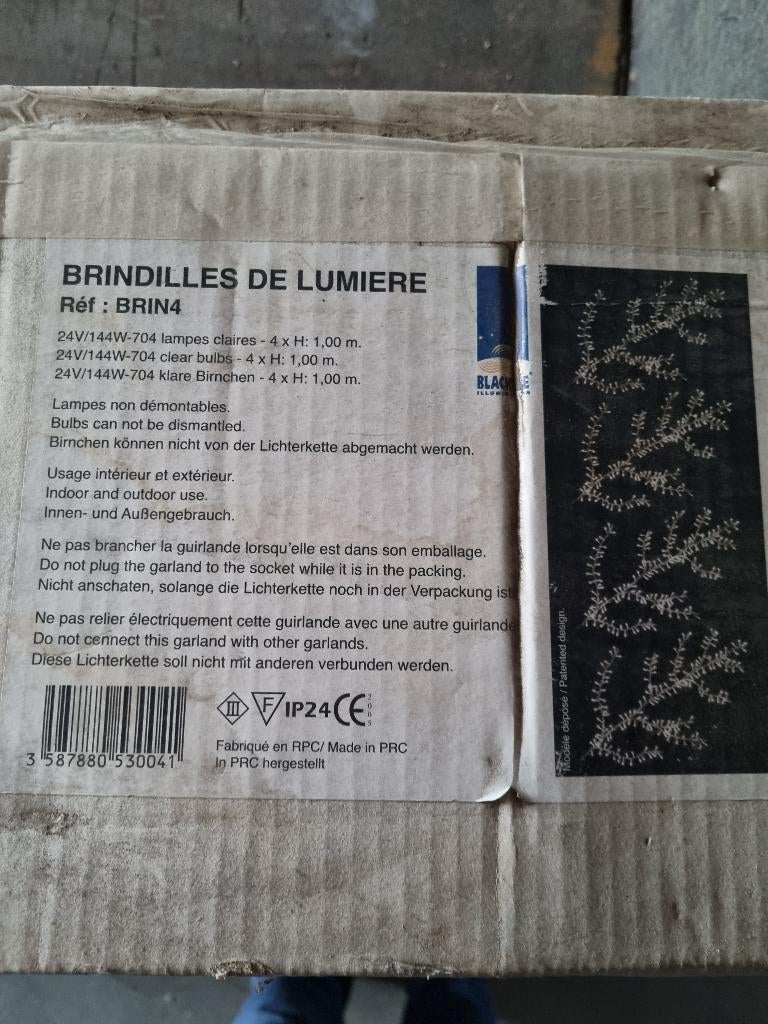 BRINDILLES DE LUMIERE
Réf : BRIN4
24V/144W-704 lampes claires - 4 x H: 1,00 m.
24V/144W-704 clear bulbs - 4 x H: 1,00 m.
24V/144W-704 klare Birnchen - 4 x H: 1,00 m.
Lampes non démontables.
Bulbs can not be dismantled.
Birnchen können nicht von der Lichterkette abgemacht werden.
Usage intérieur et extérieur.
Indoor and outdoor use.
Innen- und Außengebrauch.
Ne pas brancher la guirlande lorsqu'elle est dans son emballage.
Do not plug the garland to the socket while it is in the packing.
Nicht anschaten, solange die Lichterkette noch in der Verpackung ist
Ne pas relier électriquement cette guirlande avec une autre guirlande
Do not connect this garland with other garlands.
Diese Lichterkette soll nicht mit anderen verbunden werden.
III F IP24 CE 2005
Fabriqué en RPC/ Made in PRC
In PRC hergestellt
3 587880 530041
Modèle déposé / Patented design.